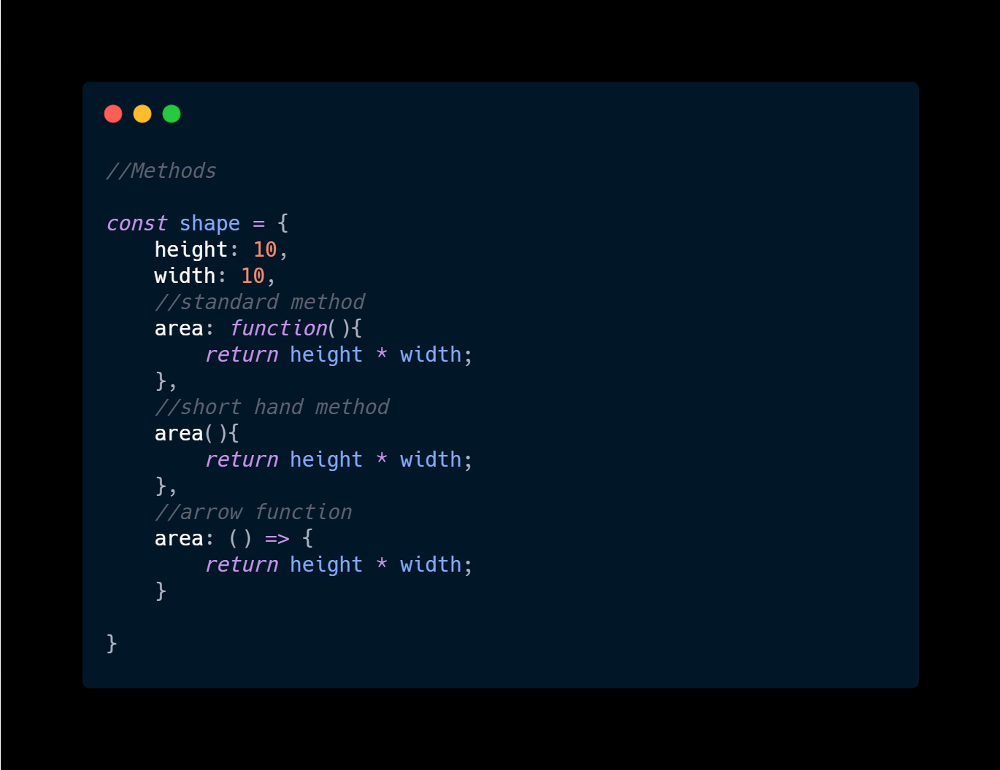 //Methods
const shape = {
    height: 10,
    width: 10,
    //standard method
    area: function(){
        return height * width;
    },
    //short hand method
    area(){
        return height * width;
    },
    //arrow function
    area: () => {
        return height * width;
    }
}